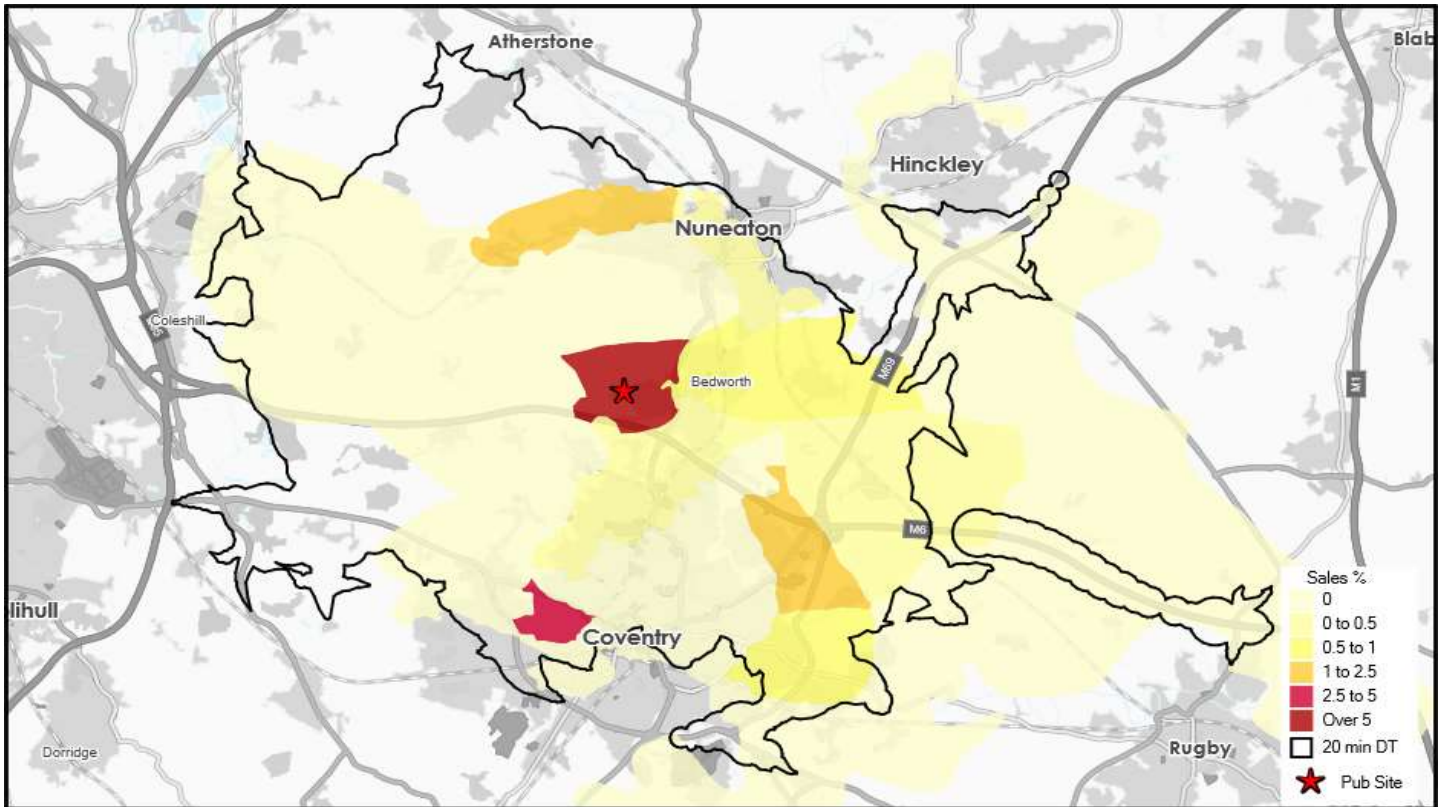 Atherstone
Blab
Hinckley
Nuneaton
Coleshill
Bedworth
M69
M1
M6
lihull
Coventry
Dorridge
Rugby
Sales %
0
0 to 0.5
0.5 to 1
1 to 2.5
2.5 to 5
Over 5
20 min DT
Pub Site